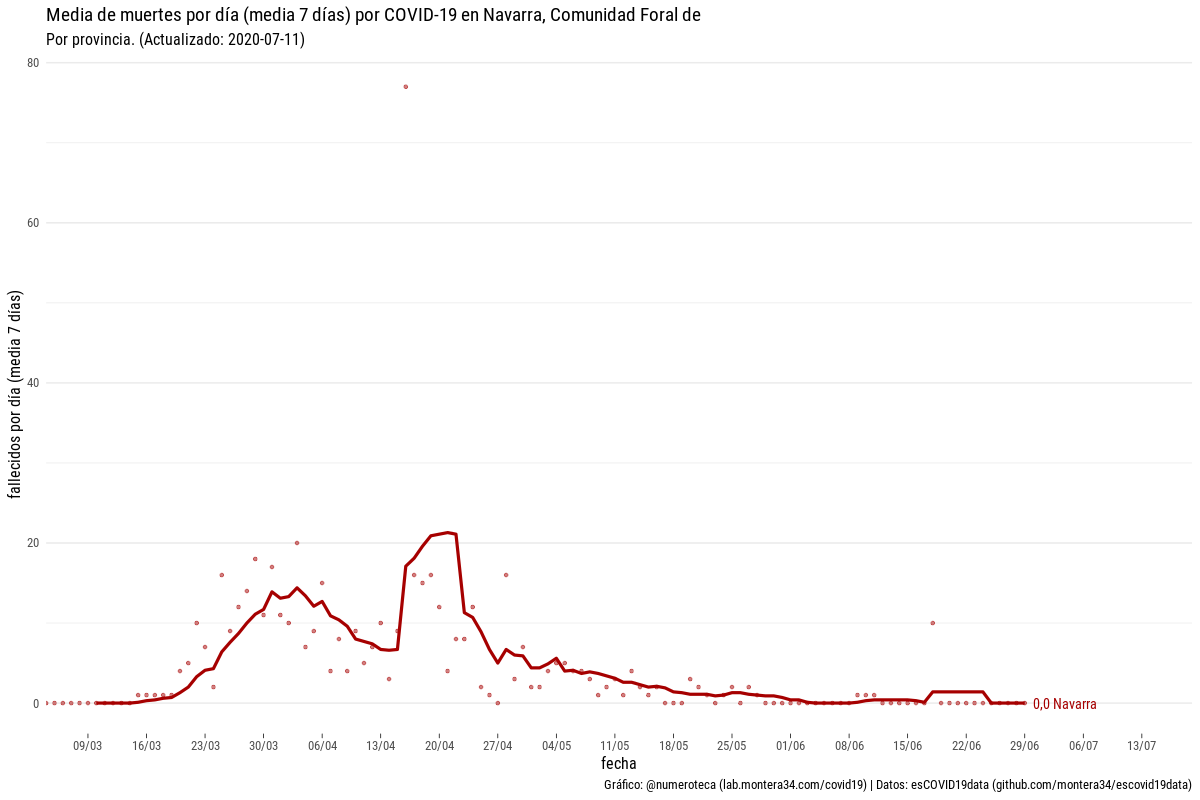 Media de muertes por día (media 7 días) por COVID-19 en Navarra, Comunidad Foral de
Por provincia. (Actualizado: 2020-07-11)
80
60
40
20
0
fallecidos por día (media 7 días)
0,0 Navarra
09/03 16/03 23/03 30/03 06/04 13/04 20/04 27/04 04/05 11/05 18/05 25/05 01/06 08/06 15/06 22/06 29/06 06/07 13/07
fecha
Gráfico: @numeroteca (lab.montera34.com/covid19) | Datos: esCOVID19data (github.com/montera34/escovid19data)